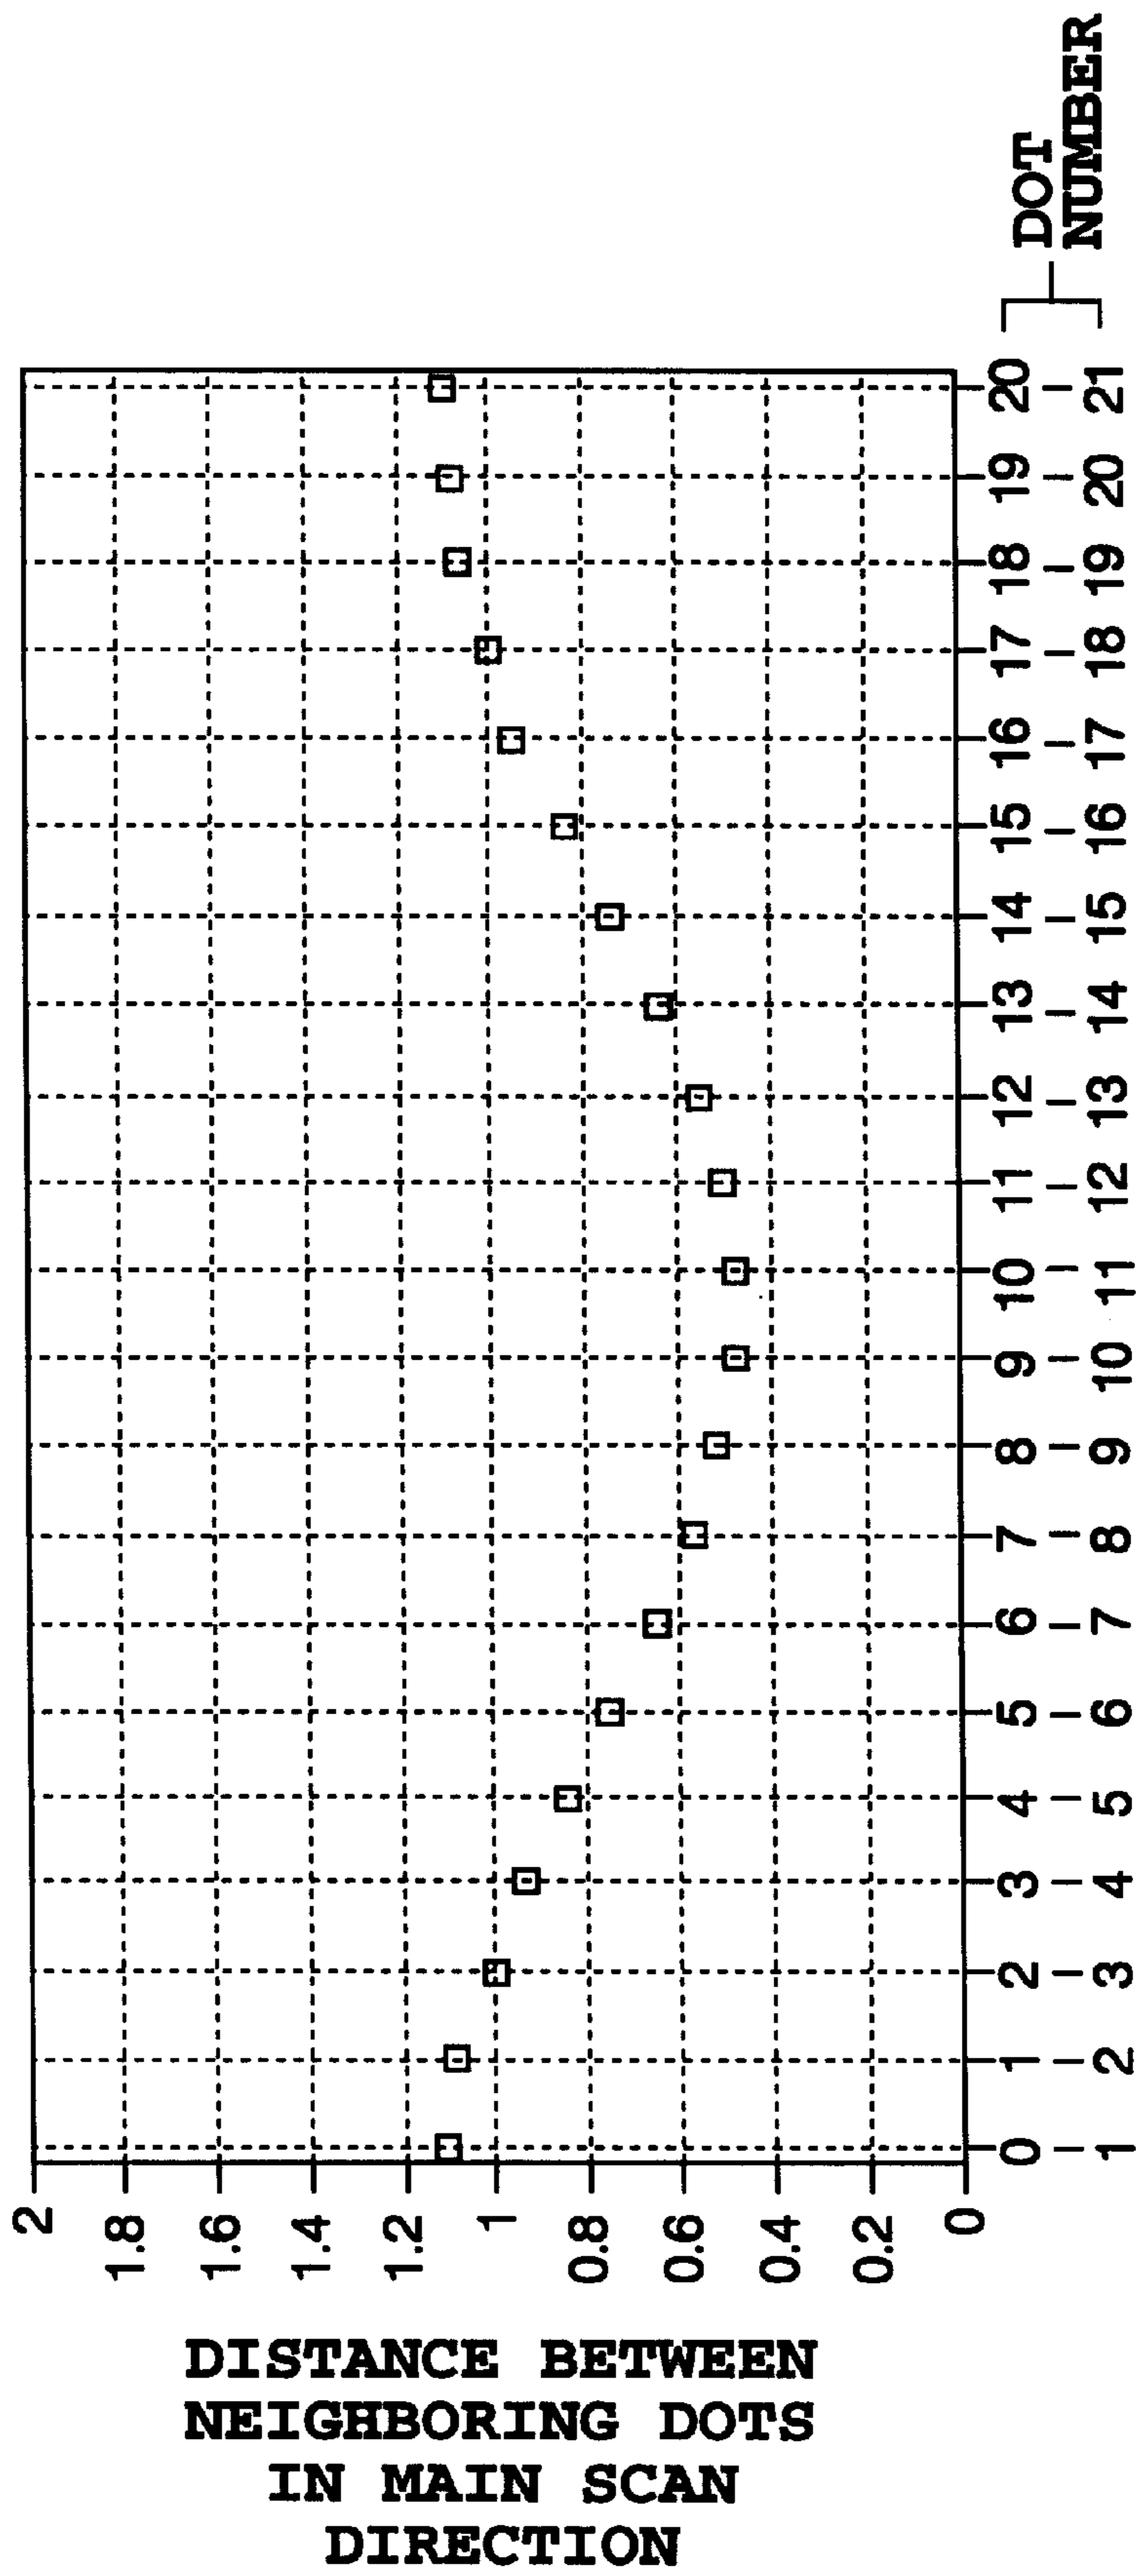 2
1.8
1.6
1.4
1.2
1
0.8
0.6
0.4
0.2
0
DISTANCE BETWEEN
NEIGHBORING DOTS
IN MAIN SCAN
DIRECTION
0 1 2 3 4 5 6 7 8 9 10 11 12 13 14 15 16 17 18 19 20
1 2 3 4 5 6 7 8 9 10 11 12 13 14 15 16 17 18 19 20 21
DOT
NUMBER